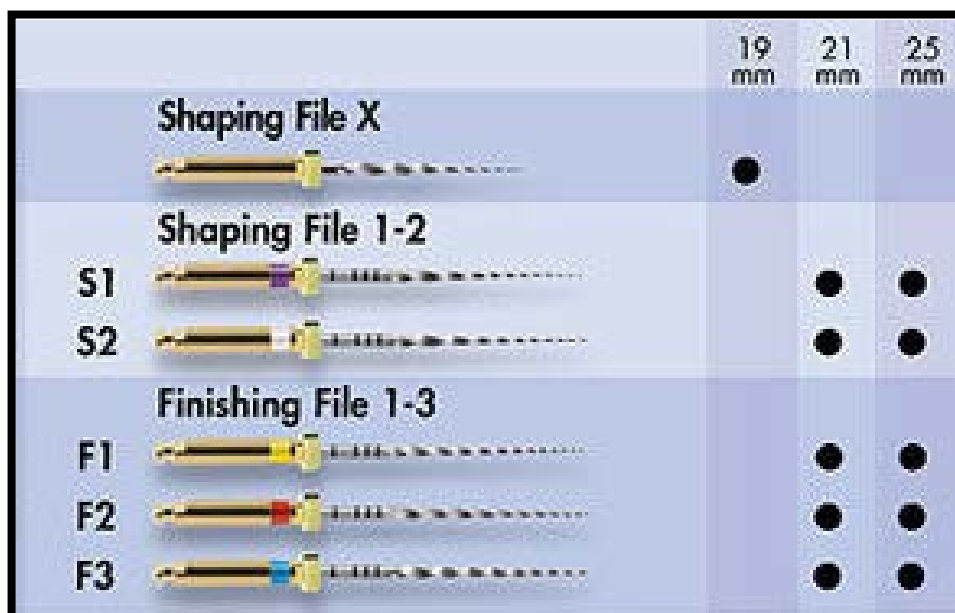 19 mm 21 mm 25 mm
Shaping File X
Shaping File 1-2
S1
S2
Finishing File 1-3
F1
F2
F3